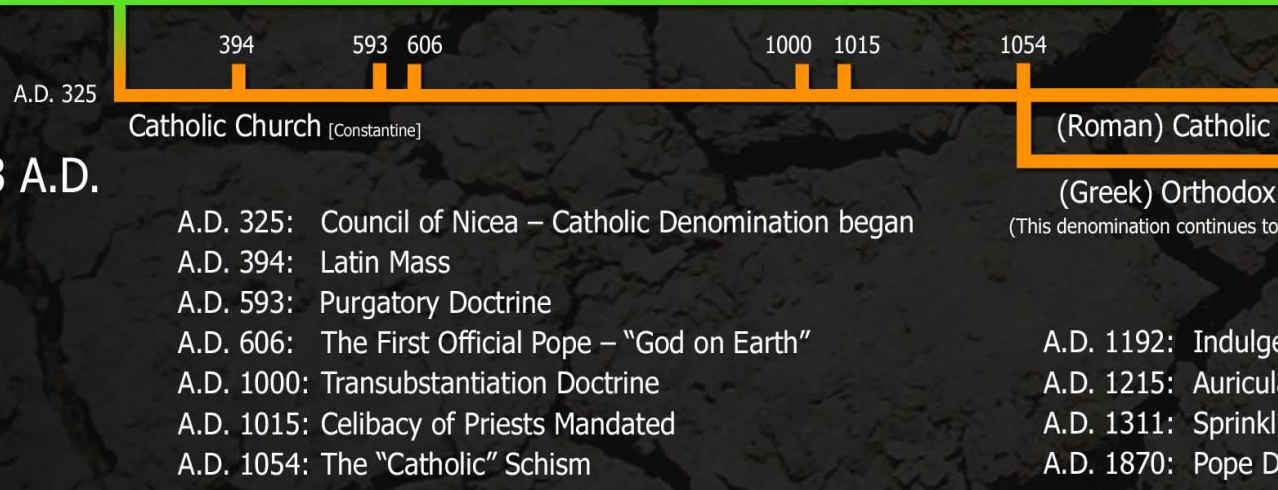 394 593 606 1000 1015 1054
A.D. 325
Catholic Church [Constantine]
(Roman) Catholic
A.D.
(Greek) Orthodox
(This denomination continues to
A.D. 325: Council of Nicea – Catholic Denomination began
A.D. 394: Latin Mass
A.D. 593: Purgatory Doctrine
A.D. 606: The First Official Pope – “God on Earth”
A.D. 1000: Transubstantiation Doctrine
A.D. 1015: Celibacy of Priests Mandated
A.D. 1054: The “Catholic” Schism
A.D. 1192:
A.D. 1215:
A.D. 1311:
A.D. 1870: Pope